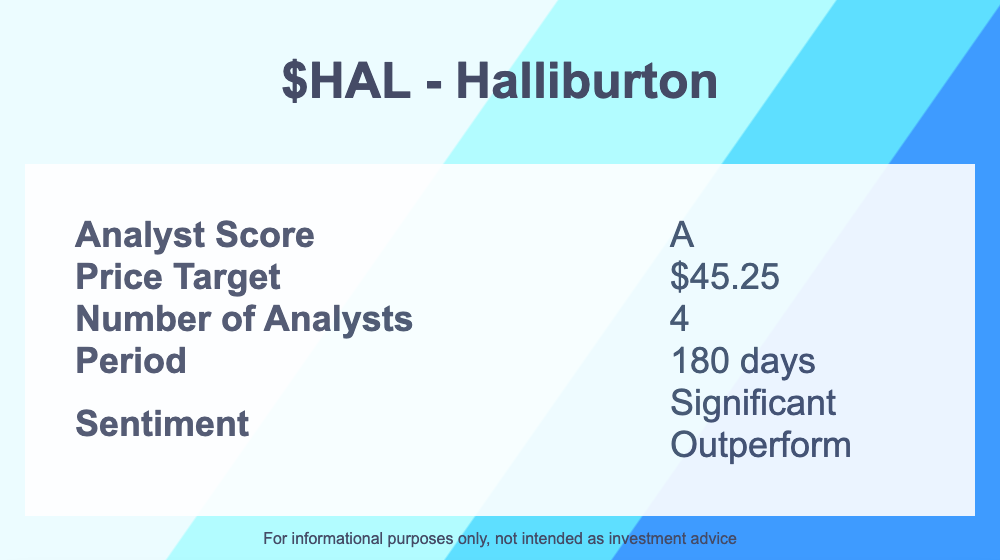 $HAL - Halliburton
Analyst Score A
Price Target $45.25
Number of Analysts 4
Period 180 days
Sentiment Significant
Outperform
For informational purposes only, not intended as investment advice